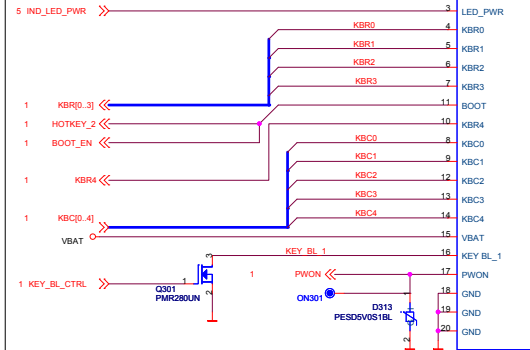 5 IND_LED_PWR 3 LED_PWR
KBR0 4 KBR0
KBR1 5 KBR1
KBR2 6 KBR2
KBR3 7 KBR3
1 KBR[0..3] 11 BOOT
1 HOTKEY_2 10 KBR4
1 BOOT_EN KBC0 8 KBC0
KBC1 9 KBC1
1 KBR4 KBC2 12 KBC2
KBC3 13 KBC3
1 KBC[0..4] KBC4 14 KBC4
VBAT 15 VBAT
3 KEY_BL_1 16 KEY BL_1
1 KEY_BL_CTRL 1 1 PWON 17 PWON
Q301 2 ON301 1 18 GND
PMR280UN D313 19 GND
PESD5V0S1BL 20 GND
2